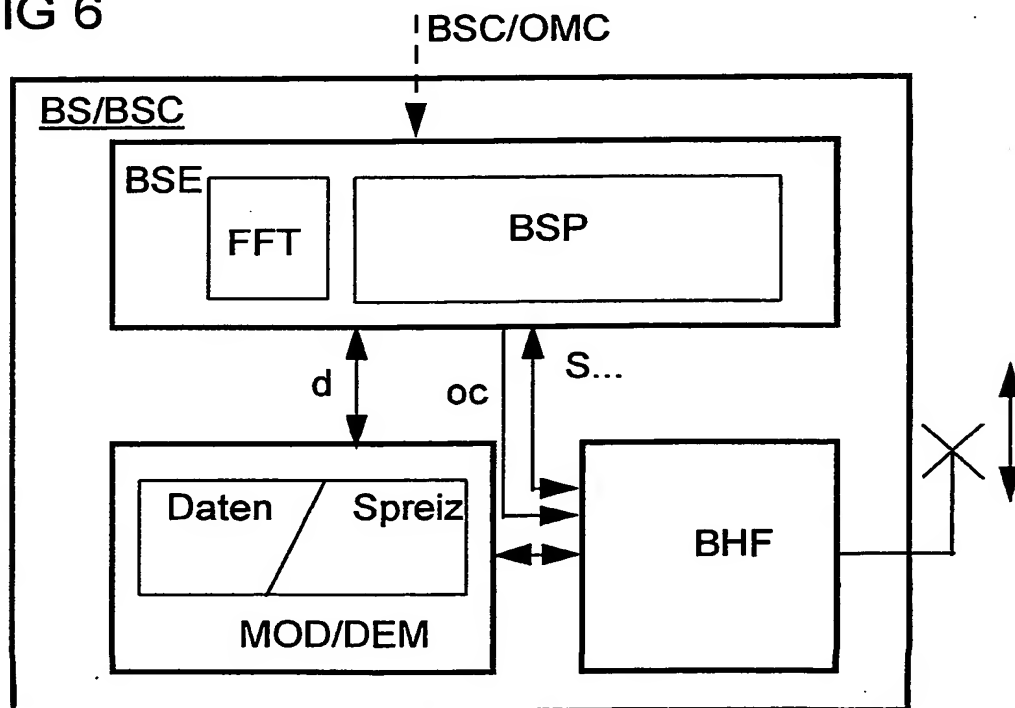 IG 6
BSC/OMC
BS/BSC
BSE
FFT
BSP
d
oc
S...
Daten / Spreiz
MOD/DEM
BHF